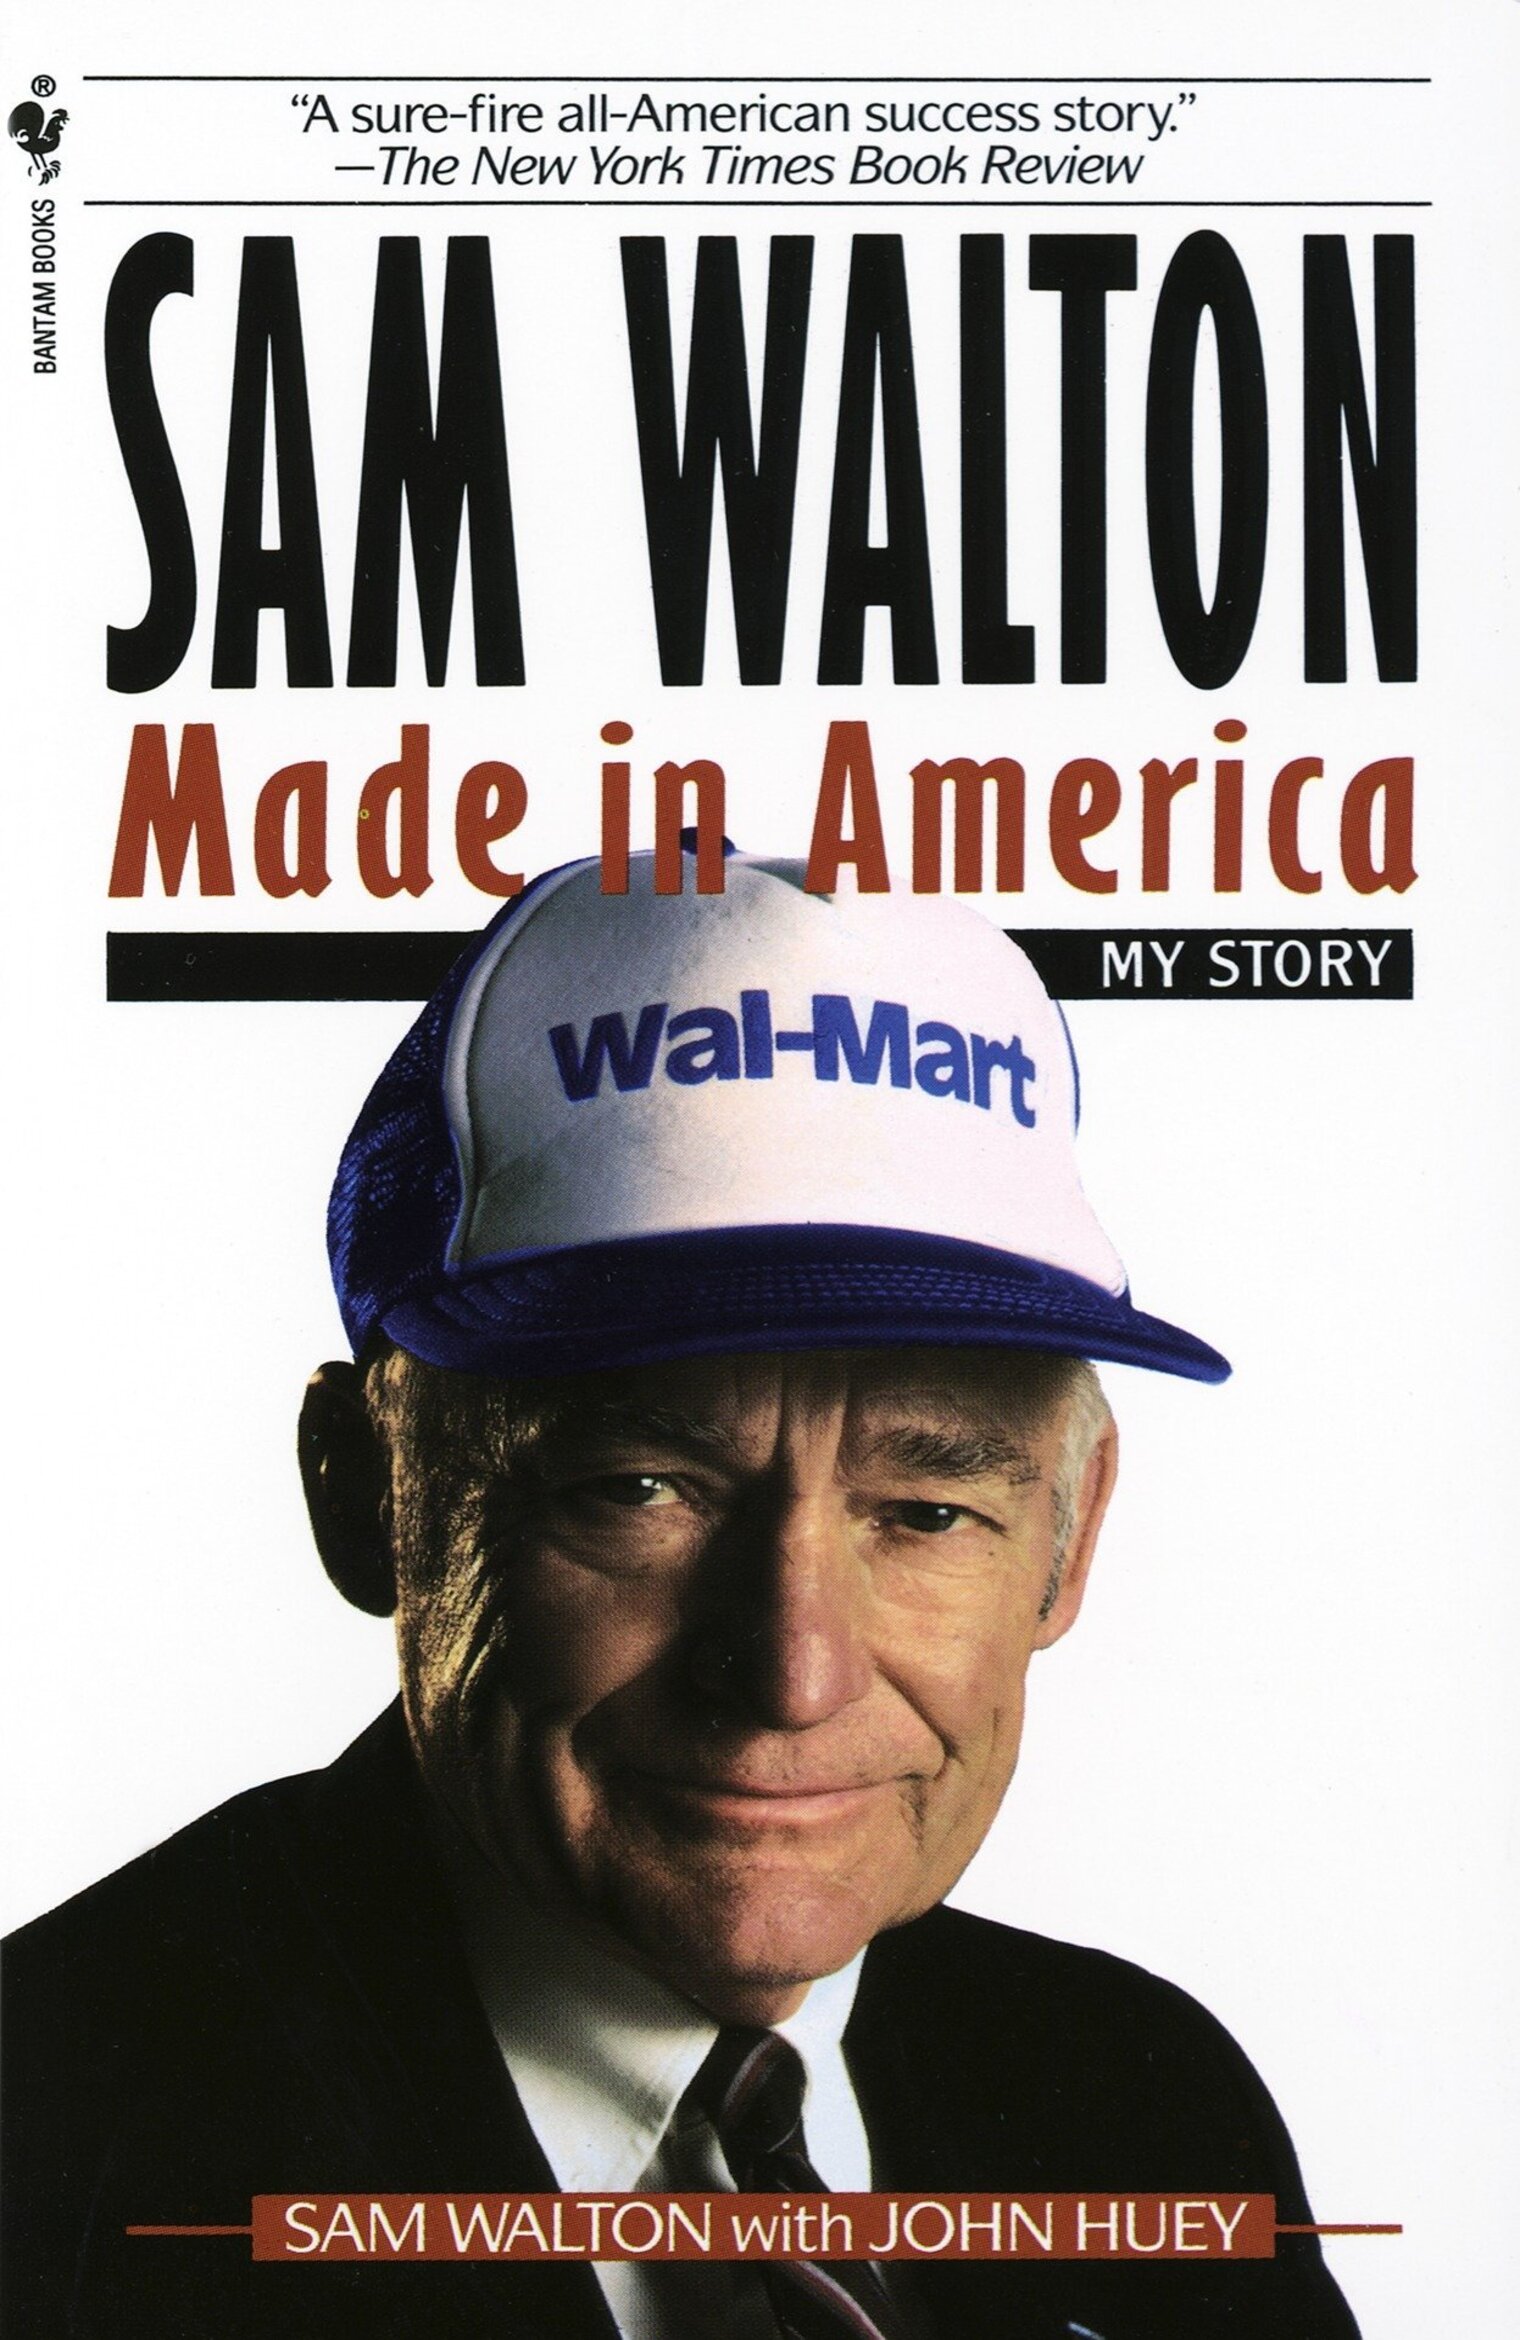 ®
BANTAM BOOKS
“A sure-fire all-American success story.”
—The New York Times Book Review
SAM WALTON
Made in America
MY STORY
Wal-Mart
SAM WALTON with JOHN HUEY